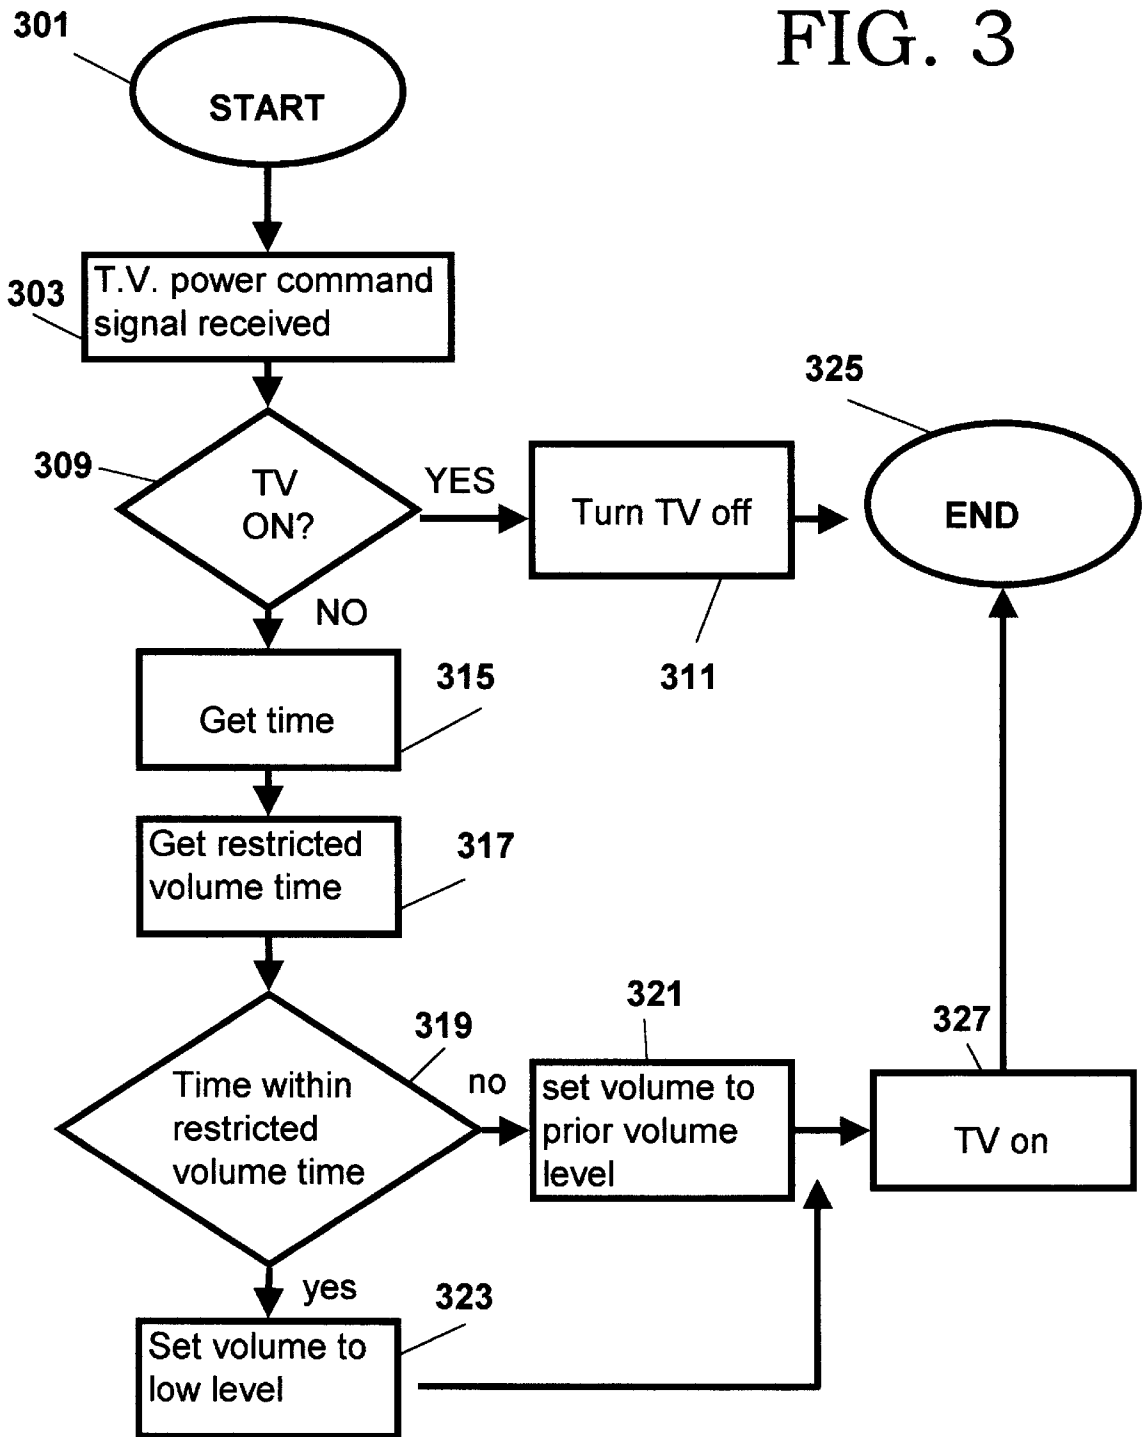 FIG. 3
301
START
303
T.V. power command
signal received
325
309
TV
ON?
YES
Turn TV off
END
NO
311
315
Get time
Get restricted
volume time
317
321
319
327
Time within
restricted
volume time
no
set volume to
prior volume
level
TV on
yes
323
Set volume to
low level